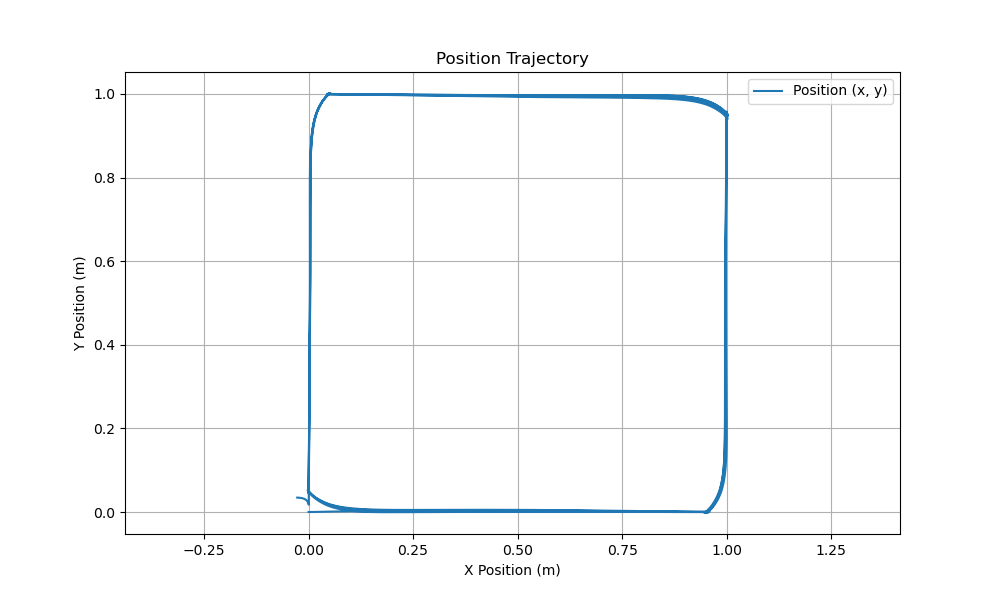 Position Trajectory
Position (x, y)
1.0
0.8
0.6
0.4
0.2
0.0
Y Position (m)
−0.25 0.00 0.25 0.50 0.75 1.00 1.25
X Position (m)